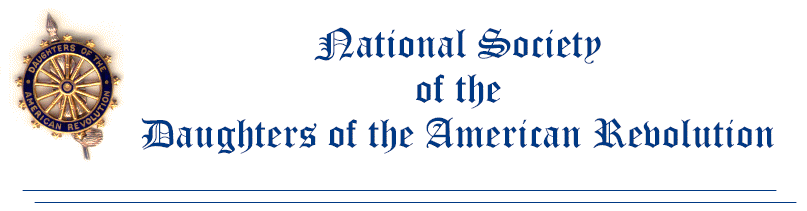 DAUGHTERS OF THE
AMERICAN REVOLUTION
National Society
of the
Daughters of the American Revolution